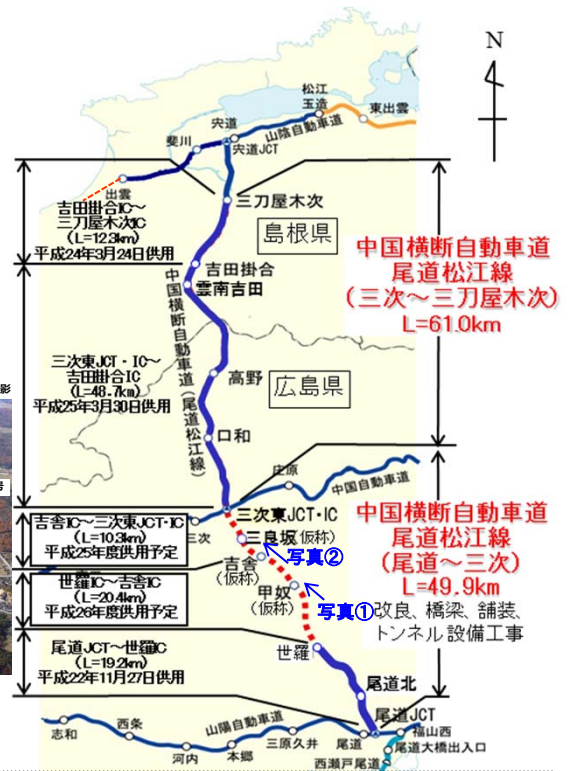 N
松江
玉造
東出雲
宍道
山陰自動車道
斐川
宍道JCT
出雲
三刀屋木次
吉田掛合IC～
三刀屋木次IC
(L=12.3km)
平成24年3月24日供用
島根県
中国横断自動車道
尾道松江線
(三次～三刀屋木次)
L=61.0km
吉田掛合
雲南吉田
中国横断自動車道(尾道松江線)
三次東JCT・IC～
吉田掛合IC
(L=48.7km)
平成25年3月30日供用
影
高野
広島県
口和
号
庄原
中国自動車道
三次東JCT・IC
三次
吉舎IC～三次東JCT・IC
(L=10.3km)
平成25年度供用予定
三良坂(仮称)
写真②
吉舎
(仮称)
中国横断自動車道
尾道松江線
(尾道～三次)
L=49.9km
世羅IC～吉舎IC
(L=20.4km)
平成26年度供用予定
甲奴
(仮称)
写真①
改良、橋梁、舗装、
トンネル設備工事
世羅
尾道JCT～世羅IC
(L=19.2km)
平成22年11月27日供用
尾道北
尾道JCT
志和
西条
山陽自動車道
河内
本郷
三原久井
尾道
福山西
尾道大橋出入口
西瀬戸尾道